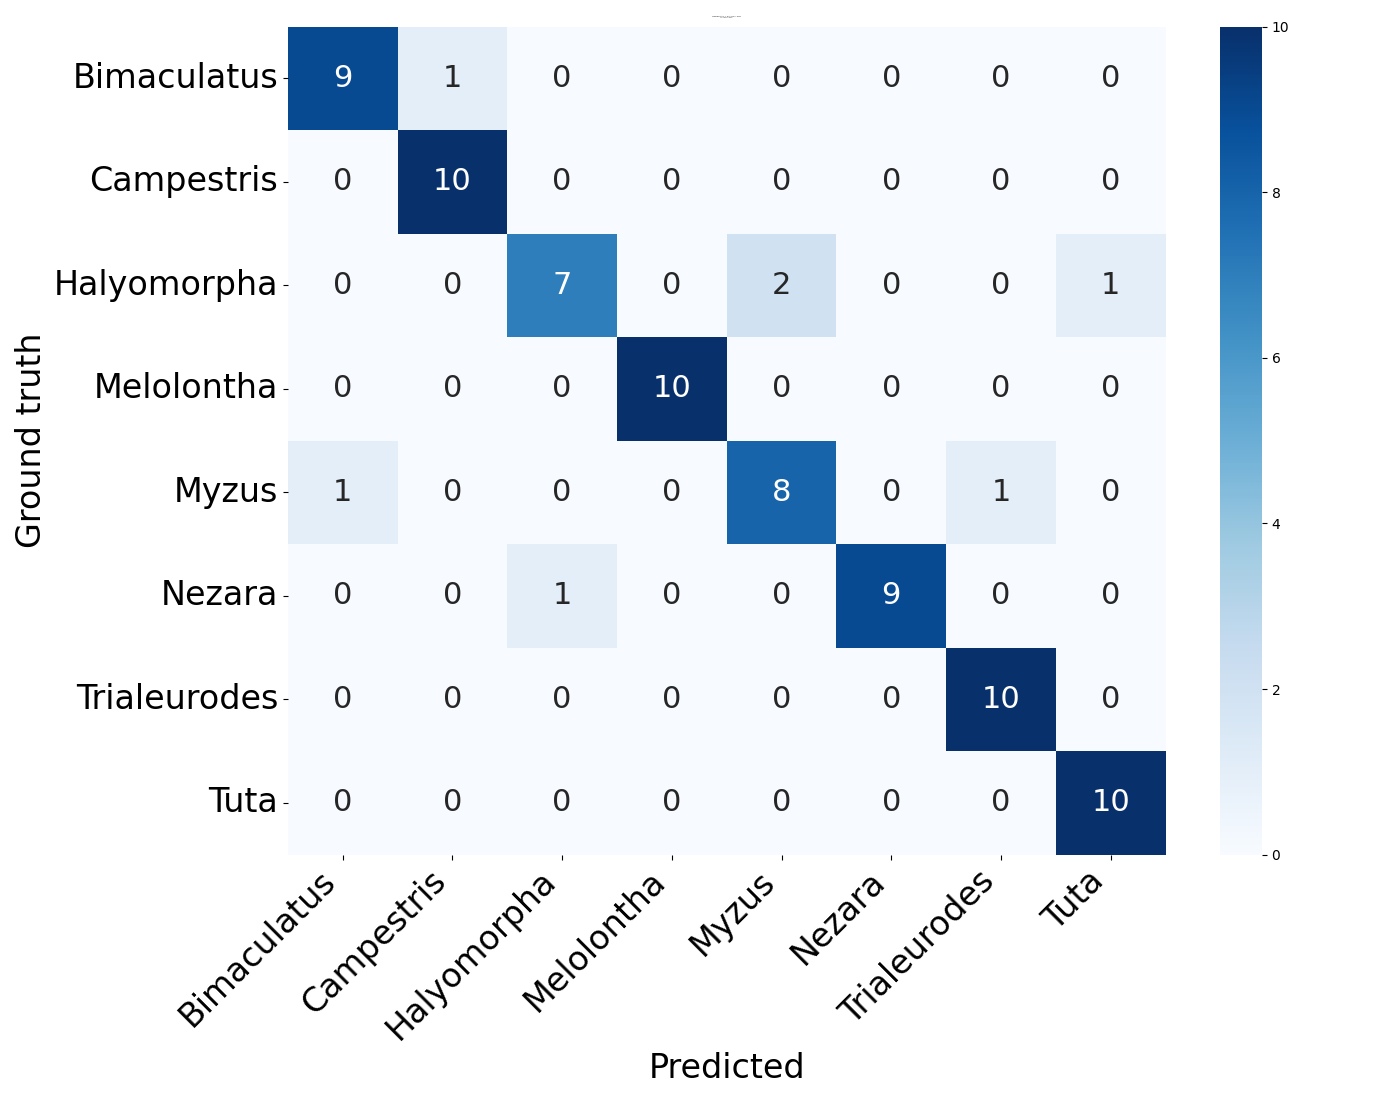 Bimaculatus 9 1 0 0 0 0 0 0
Campestris 0 10 0 0 0 0 0 0
Halyomorpha 0 0 7 0 2 0 0 1
Melolontha 0 0 0 10 0 0 0 0
Myzus 1 0 0 0 8 0 1 0
Nezara 0 0 1 0 0 9 0 0
Trialeurodes 0 0 0 0 0 0 10 0
Tuta 0 0 0 0 0 0 0 10
Ground truth
Bimaculatus Campestris Halyomorpha Melolontha Myzus Nezara Trialeurodes Tuta
Predicted
10
8
6
4
2
0